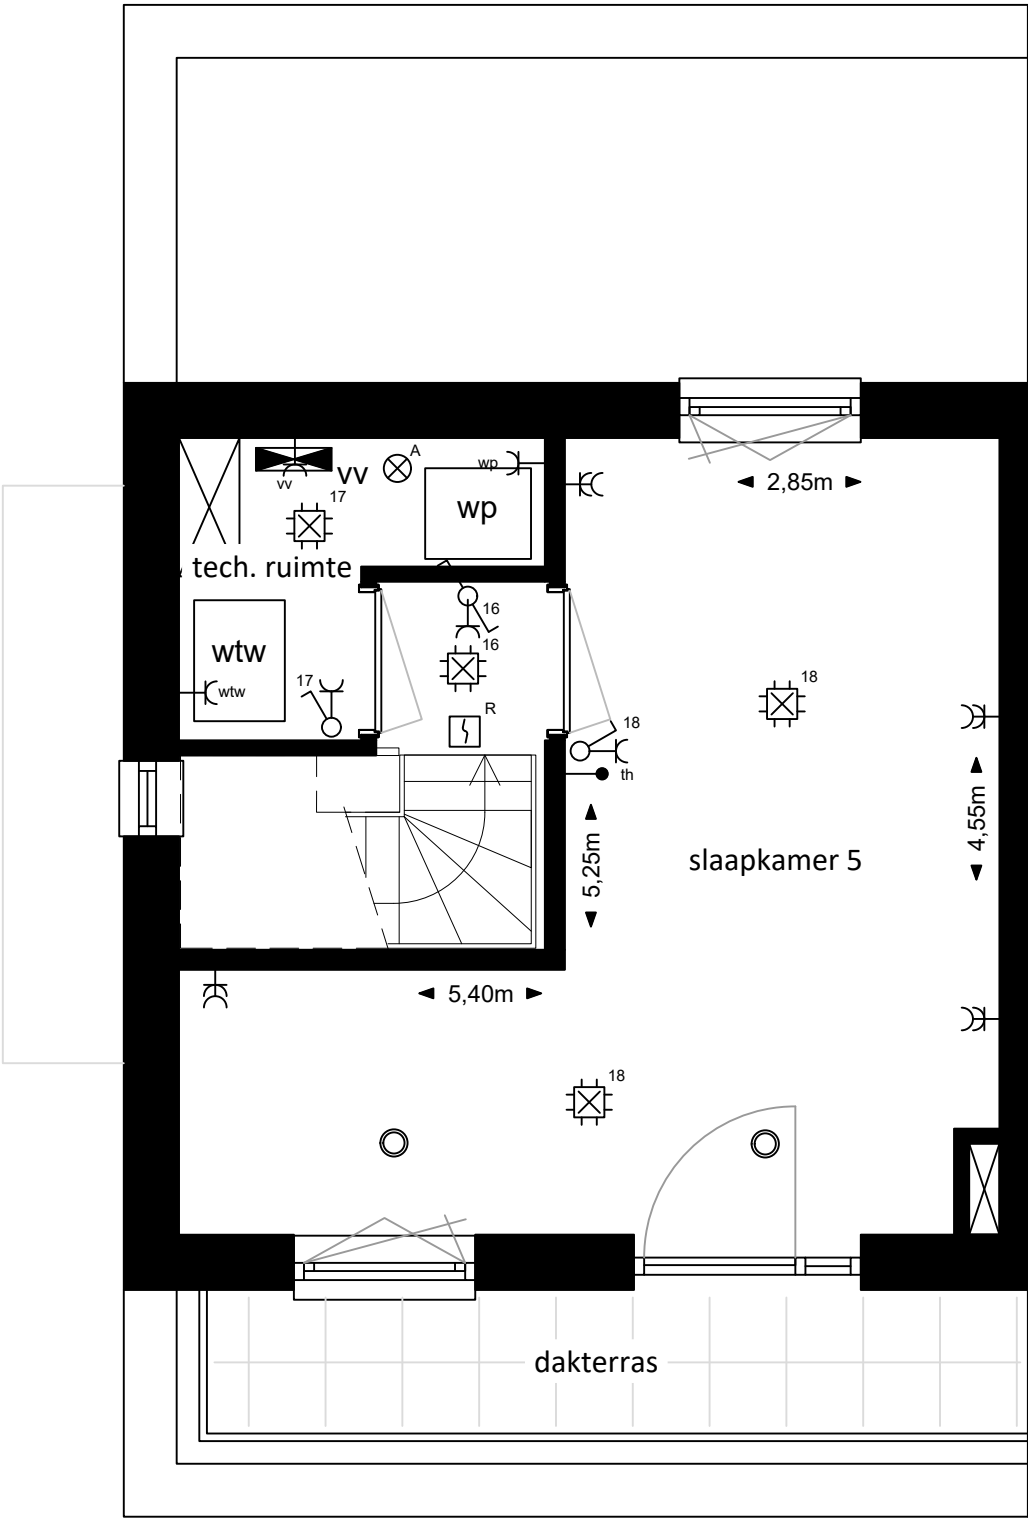 A
vv
wp
vv
2,85m
17
wp
tech. ruimte
16
16
wtw
17
wtw
18
R
18
th
5,25m
4,55m
slaapkamer 5
5,40m
18
dakterras